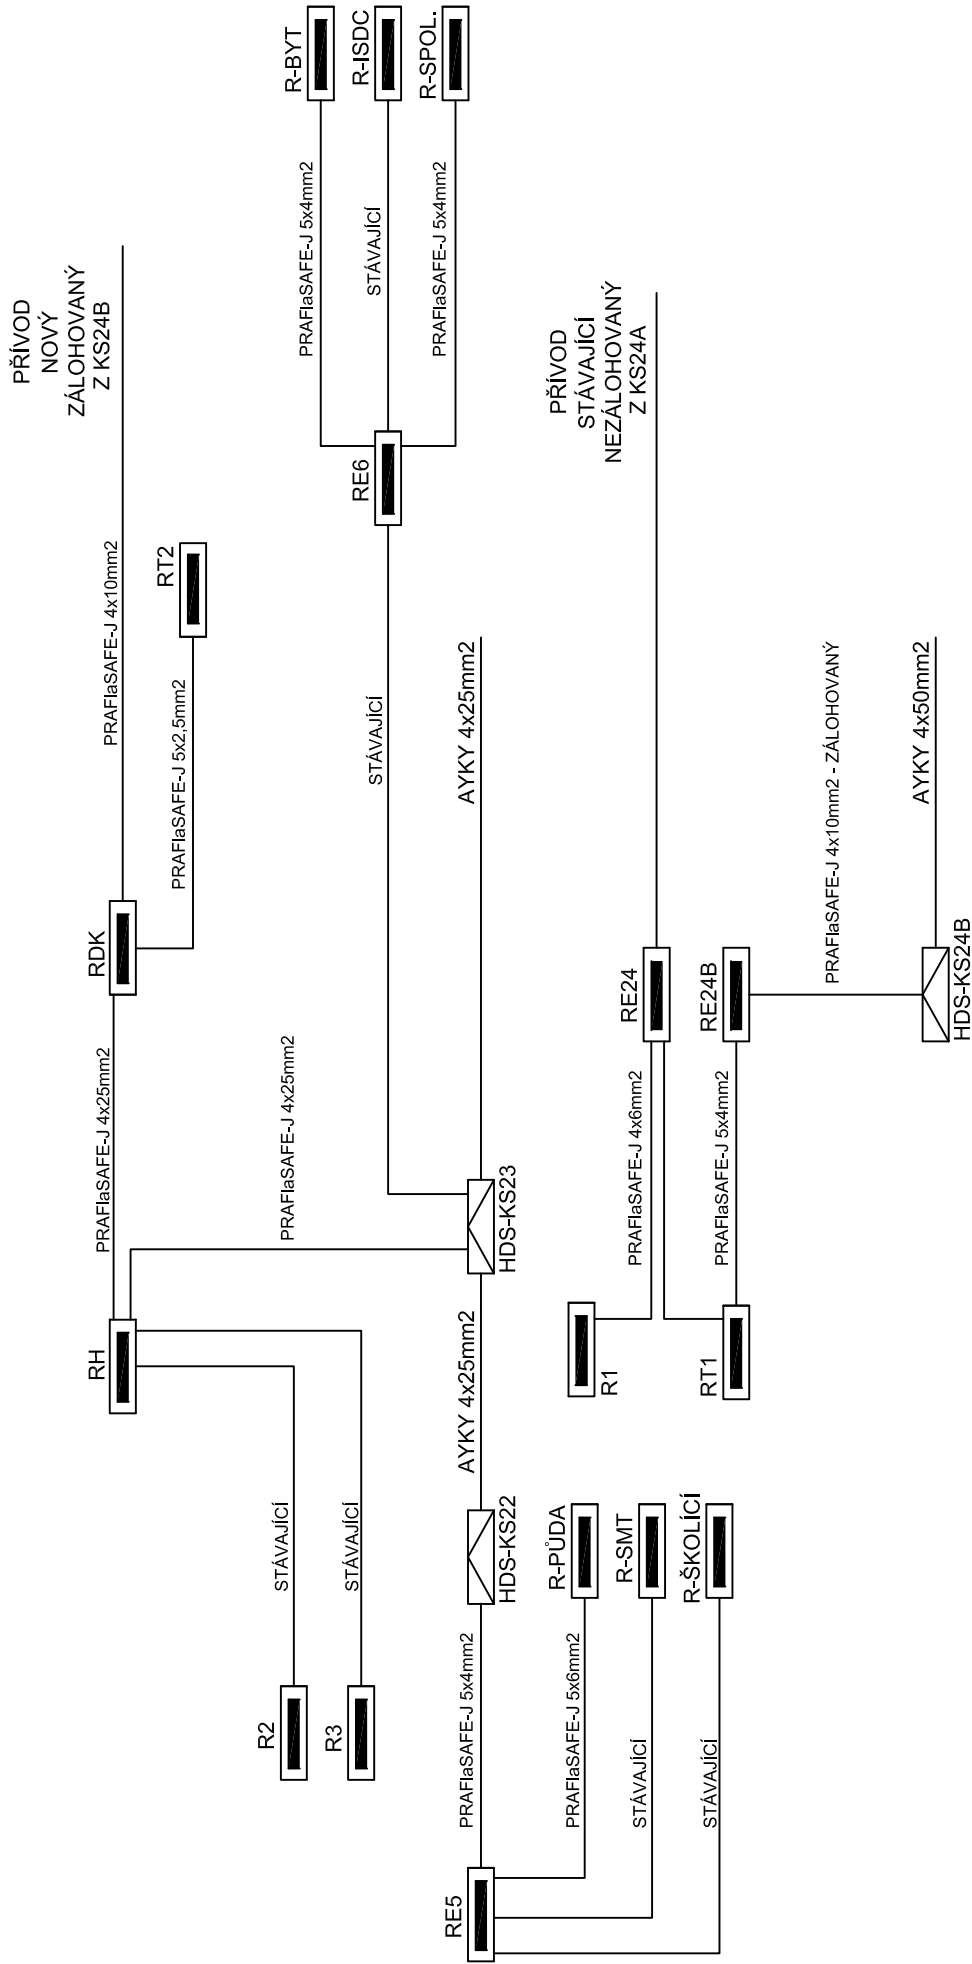 PŘÍVOD
NOVÝ
ZÁLOHOVANÝ
Z KS24B
PRAFlaSAFE-J 4x10mm2
RDK
PRAFlaSAFE-J 5x2,5mm2
RT2
PRAFlaSAFE-J 4x25mm2
RH
PRAFlaSAFE-J 4x25mm2
STÁVAJÍCÍ
R2
STÁVAJÍCÍ
R3
R-BYT
PRAFlaSAFE-J 5x4mm2
R-ISDC
STÁVAJÍCÍ
R-SPOL.
PRAFlaSAFE-J 5x4mm2
RE6
STÁVAJÍCÍ
AYKY 4x25mm2
HDS-KS23
AYKY 4x25mm2
HDS-KS22
PRAFlaSAFE-J 5x4mm2
RE5
PRAFlaSAFE-J 5x6mm2
R-PŮDA
STÁVAJÍCÍ
R-SMT
STÁVAJÍCÍ
R-ŠKOLÍCÍ
PŘÍVOD
STÁVAJÍCÍ
NEZÁLOHOVANÝ
Z KS24A
RE24
PRAFlaSAFE-J 4x6mm2
R1
RE24B
PRAFlaSAFE-J 5x4mm2
RT1
PRAFlaSAFE-J 4x10mm2 - ZÁLOHOVANÝ
AYKY 4x50mm2
HDS-KS24B